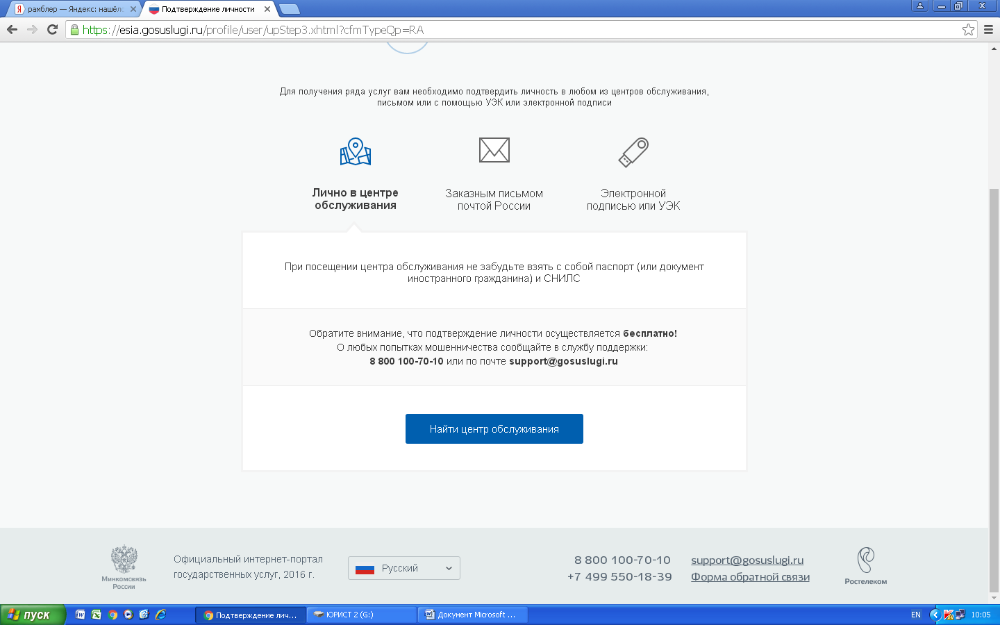 рамблер — Яндекс: нашёлс
Подтверждение личности
https://esia.gosuslugi.ru/profile/user/upStep3.xhtml?cfmTypeQp=RA
Для получения ряда услуг вам необходимо подтвердить личность в любом из центров обслуживания,
письмом или с помощью УЭК или электронной подписи
Лично в центре
обслуживания
Заказным письмом
почтой России
Электронной
подписью или УЭК
При посещении центра обслуживания не забудьте взять с собой паспорт (или документ
иностранного гражданина) и СНИЛС
Обратите внимание, что подтверждение личности осуществляется бесплатно!
О любых попытках мошенничества сообщайте в службу поддержки:
8 800 100-70-10 или по почте support@gosuslugi.ru
Найти центр обслуживания
Минкомсвязь
России
Официальный интернет-портал
государственных услуг, 2016 г.
Русский
8 800 100-70-10
+7 499 550-18-39
support@gosuslugi.ru
Форма обратной связи
Ростелеком
пуск
Подтверждение лич...
ЮРИСТ 2 (G:)
Документ Microsoft ...
EN
10:05